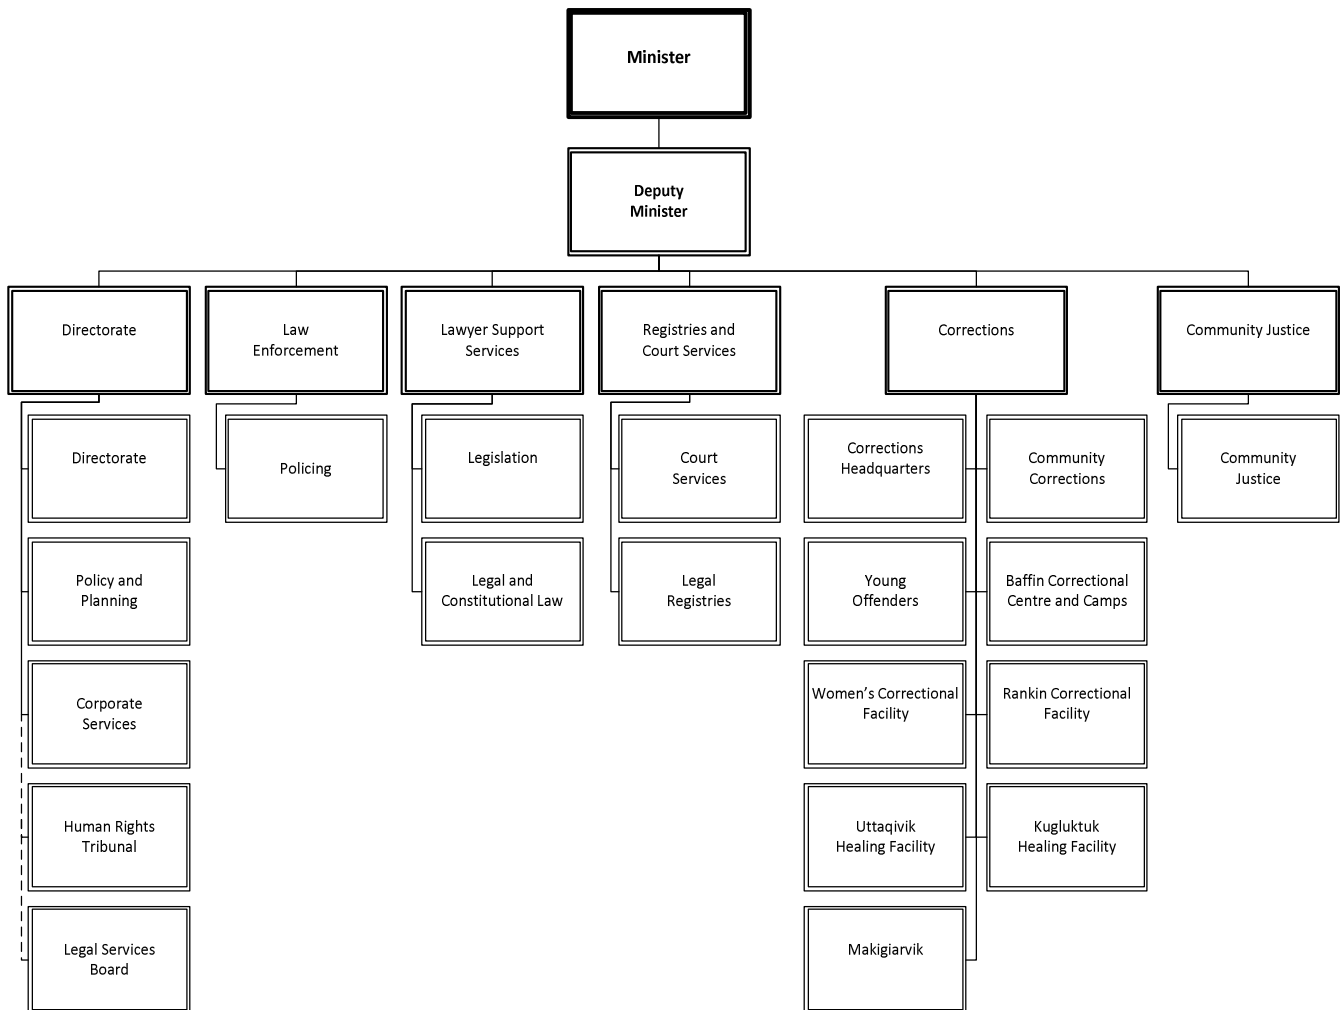 Minister
Deputy
Minister
Directorate
Law
Enforcement
Lawyer Support
Services
Registries and
Court Services
Corrections
Community Justice
Directorate
Policing
Legislation
Court
Services
Corrections
Headquarters
Community
Corrections
Community
Justice
Policy and
Planning
Legal and
Constitutional Law
Legal
Registries
Young
Offenders
Baffin Correctional
Centre and Camps
Corporate
Services
Women's Correctional
Facility
Rankin Correctional
Facility
Human Rights
Tribunal
Uttaqivik
Healing Facility
Kugluktuk
Healing Facility
Legal Services
Board
Makigiarvik